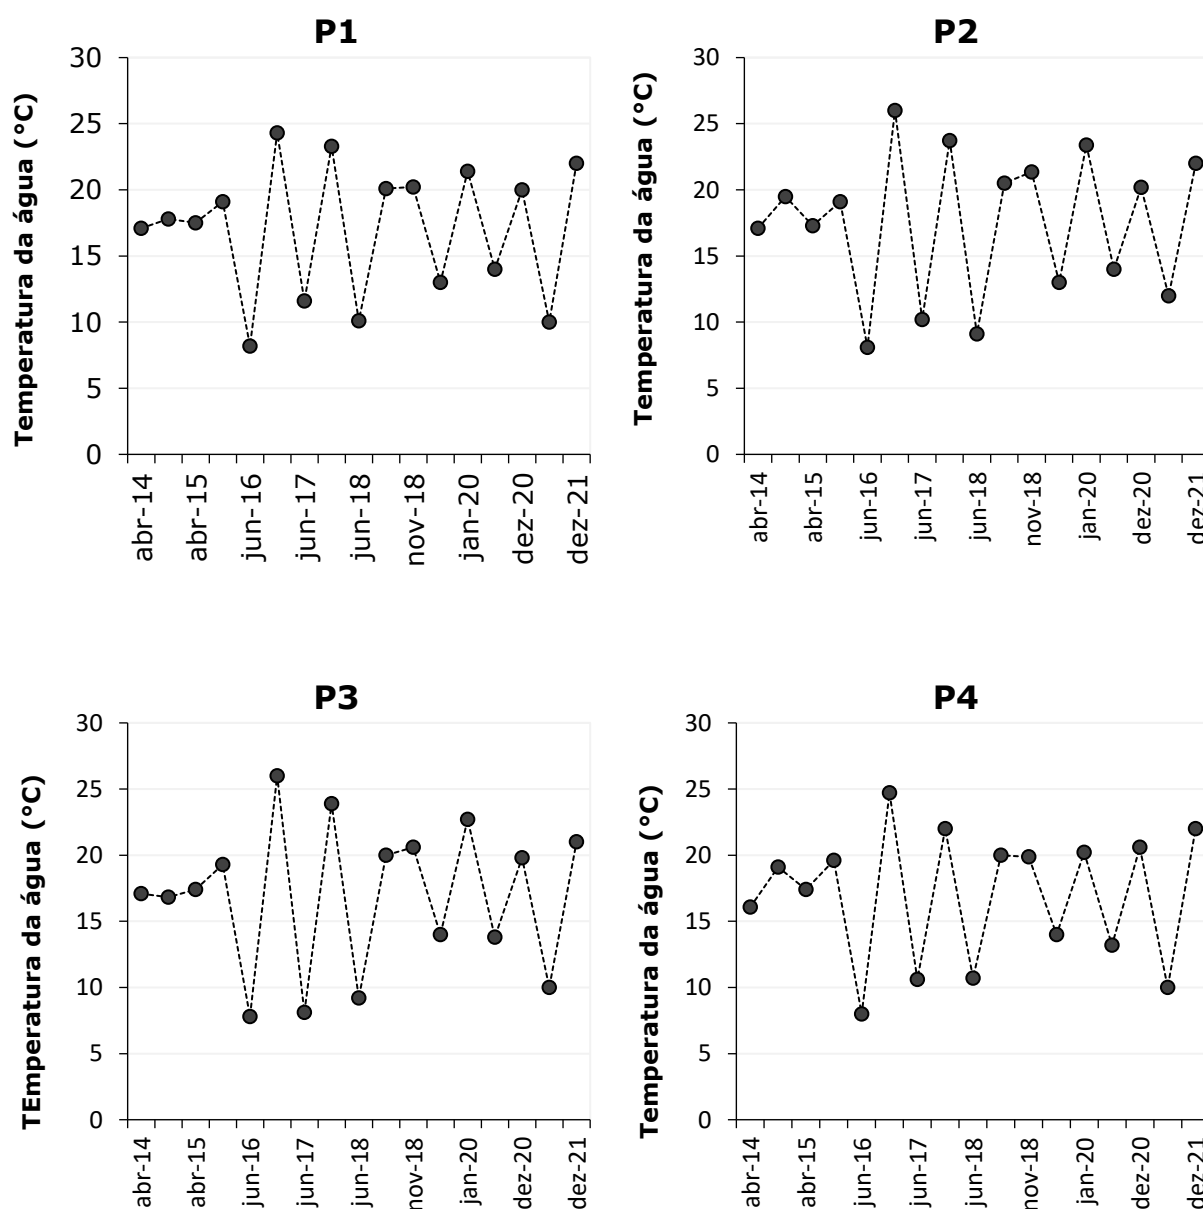 P1
Temperatura da água (°C)
30
25
20
15
10
5
0
abr-14
abr-15
jun-16
jun-17
jun-18
nov-18
jan-20
dez-20
dez-21
P2
Temperatura da água (°C)
30
25
20
15
10
5
0
abr-14
abr-15
jun-16
jun-17
jun-18
nov-18
jan-20
dez-20
dez-21
P3
TEmperatura da água (°C)
30
25
20
15
10
5
0
abr-14
abr-15
jun-16
jun-17
jun-18
nov-18
jan-20
dez-20
dez-21
P4
Temperatura da água (°C)
30
25
20
15
10
5
0
abr-14
abr-15
jun-16
jun-17
jun-18
nov-18
jan-20
dez-20
dez-21